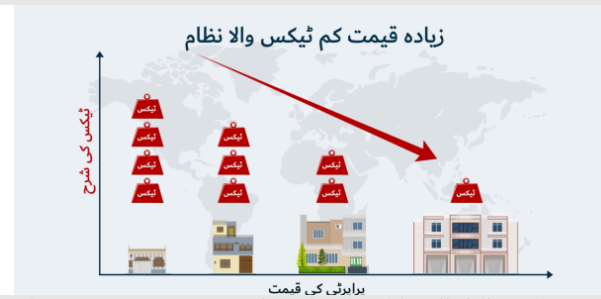 زیادہ قیمت کم ٹیکس والا نظام
ٹیکس کی شرح
ٹیکس
ٹیکس ٹیکس
ٹیکس ٹیکس ٹیکس
ٹیکس ٹیکس ٹیکس ٹیکس
پراپرٹی کی قیمت